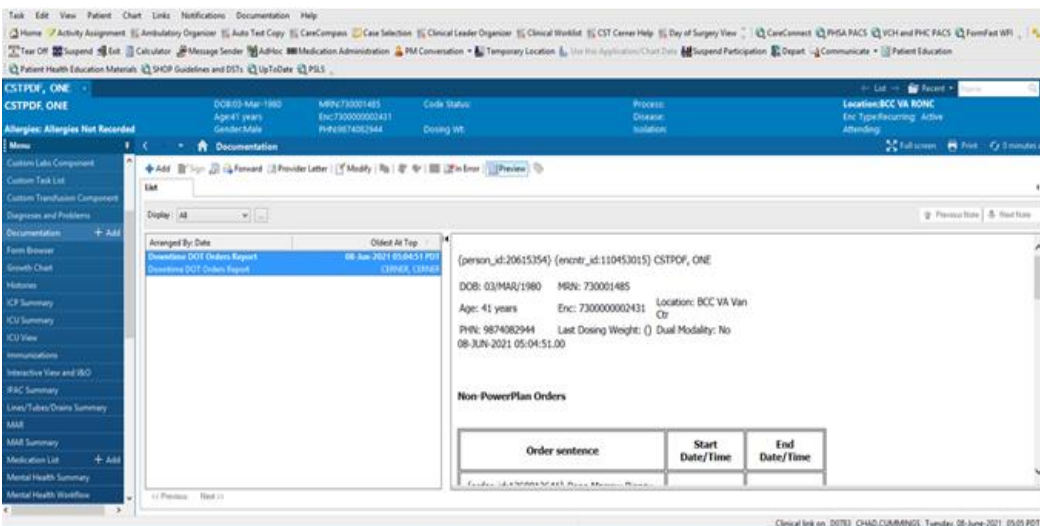 Task Edit View Patient Chart Links Notifications Documentation Help
Home Activity Assignment Ambulatory Organizer Auto Text Copy CareCompass Case Selection Clinical Leader Organizer Clinical Worklist CST Cerner Help Day of Surgery View CareConnect PHSA PACS VCH and PHC PACS FormFast WFI
Tear Off Suspend Exit Calculator Message Sender AdHoc Medication Administration PM Conversation Temporary Location Suspend Participation Depart Communicate Patient Education
Patient Health Education Materials SHOP Guidelines and DSTs UpToDate PSLS
CSTPDF, ONE
List Recent Name
CSTPDF, ONE DOB:03-Mar-1980 MRN:730001485 Code Status: Process: Location:BCC VA RONC
Age:41 years Enc:7300000002431 Disease: Enc Type:Recurring Active
Allergies: Allergies Not Recorded Gender:Male PHN:9874082944 Dosing Wt: Isolation: Attending:
Menu Documentation Full screen Print 0 minutes
Custom Labs Component
Custom Task List
Custom Transfusion Component
Diagnoses and Problems
Documentation + Add
Form Browser
Growth Chart
Histories
ICP Summary
ICU Summary
ICU View
Immunizations
Interactive View and I&O
IPAC Summary
Lines/Tubes/Drains Summary
MAR
MAR Summary
Medication List + Add
Mental Health Summary
Mental Health Workflow
Add Sign Forward Provider Letter Modify In Error Preview
List
Display: All
Previous Note Next Note
Arranged By: Date Oldest At Top
Downtime DOT Orders Report 08-Jun-2021 05:04:51 PDT
Downtime DOT Orders Report CERNER, CERNER
<< Previous Next >>
{person_id:20615354} {encntr_id:110453015} CSTPDF, ONE
DOB: 03/MAR/1980 MRN: 730001485
Age: 41 years Enc: 7300000002431 Location: BCC VA Van
Ctr
PHN: 9874082944 Last Dosing Weight: () Dual Modality: No
08-JUN-2021 05:04:51.00
Non-PowerPlan Orders
Order sentence Start Date/Time End Date/Time
Clinical link on D0783 CHAD.CUMMINGS Tuesday, 08-June-2021 05:05 PDT